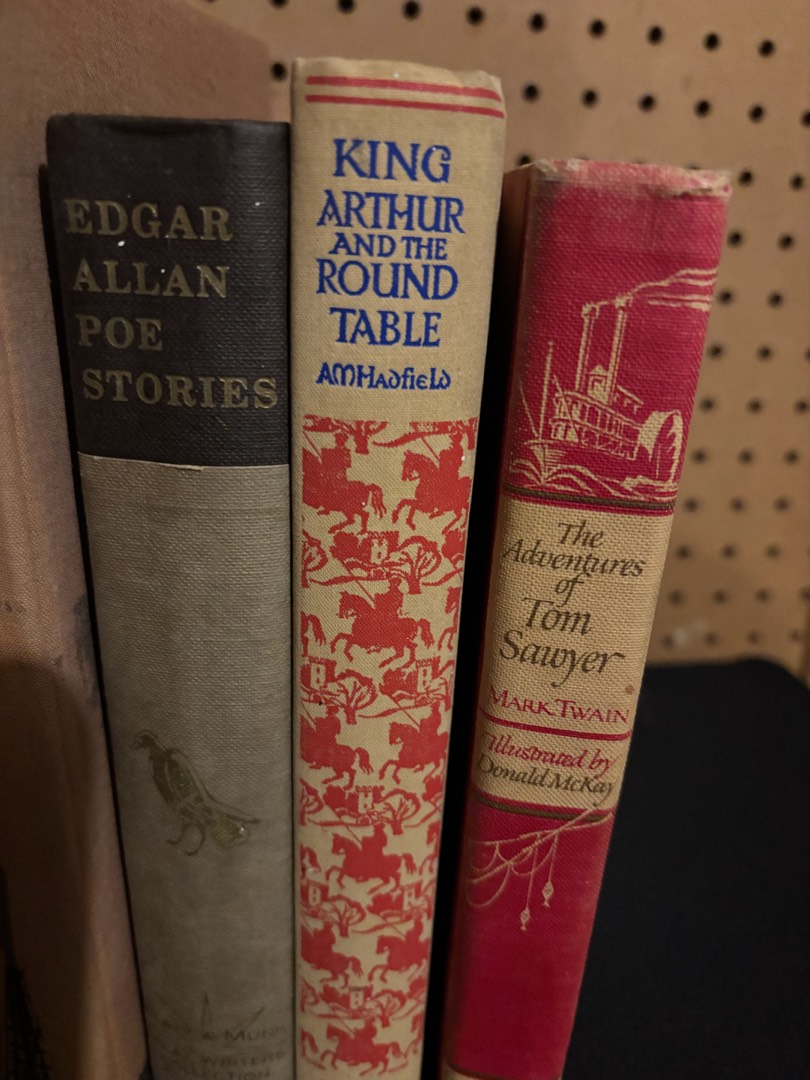 EDGAR
ALLAN
POE
STORIES
KING
ARTHUR
AND THE
ROUND
TABLE
AMHadfield
The
Adventures
of
Tom
Sawyer
MARK TWAIN
Illustrated by
Donald McKay